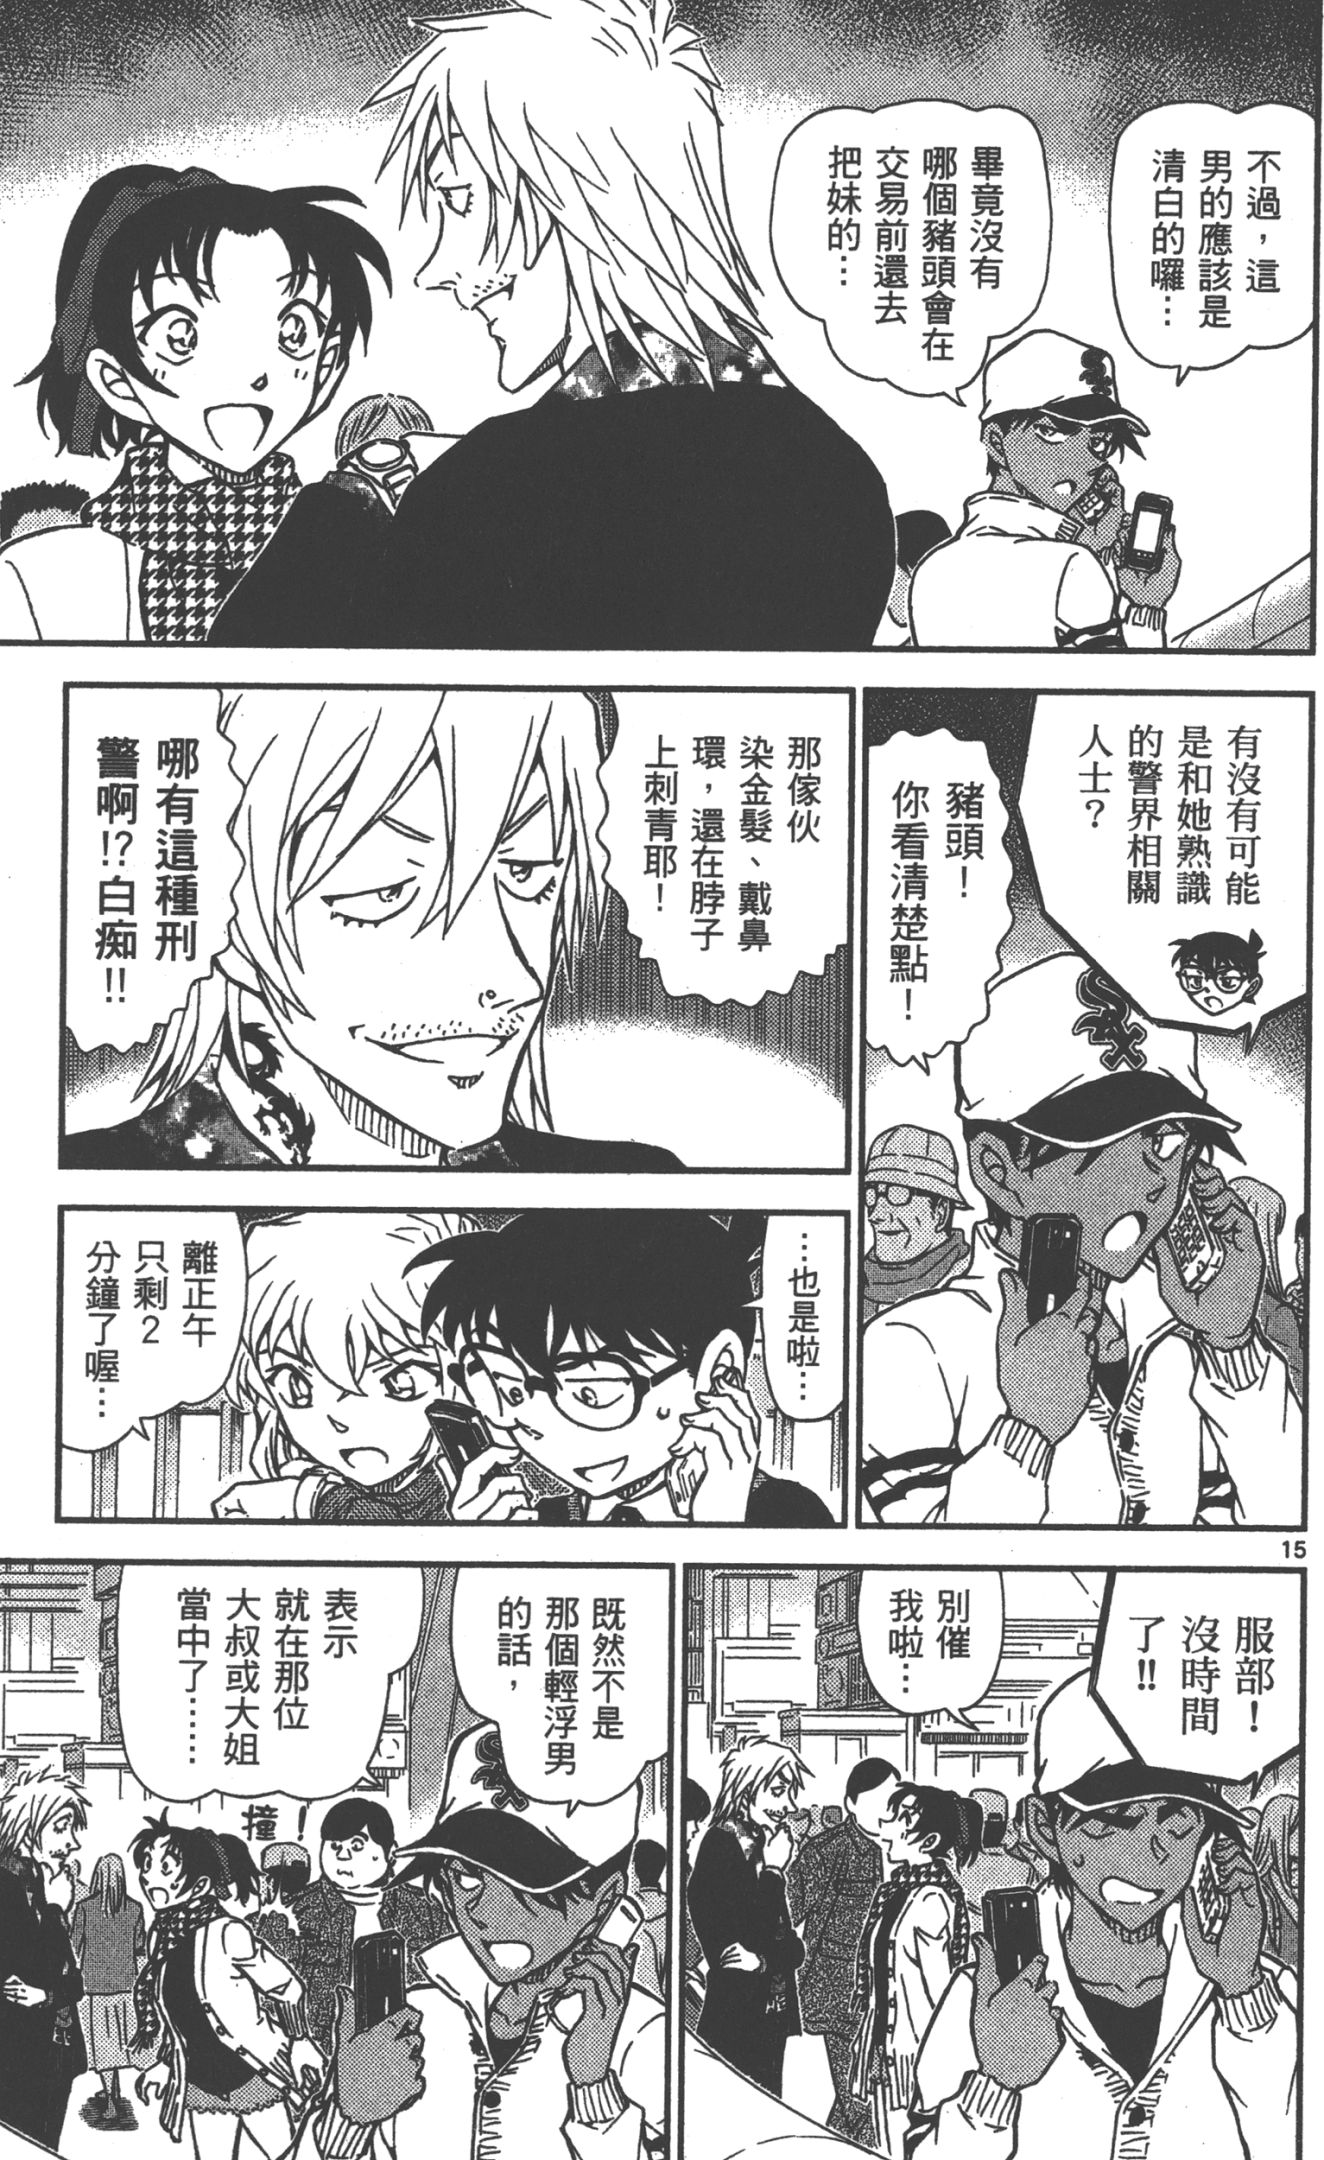 不過，這
男的應該是
清白的囉…
畢竟沒有
哪個豬頭會在
交易前還去
把妹的…
有沒有可能
是和她熟識
的警界相關
人士？
豬頭！
你看清楚點！
那傢伙
染金髮、戴鼻
環，還在脖子
上刺青耶！
哪有這種刑
警啊!?白痴!!
…也是啦…
離正午
只剩2
分鐘了喔…
15
服部！
沒時間
了!!
別催
我啦…
既然不是
那個輕浮男
的話，
表示
就在那位
大叔或大姐
當中了……
撞！